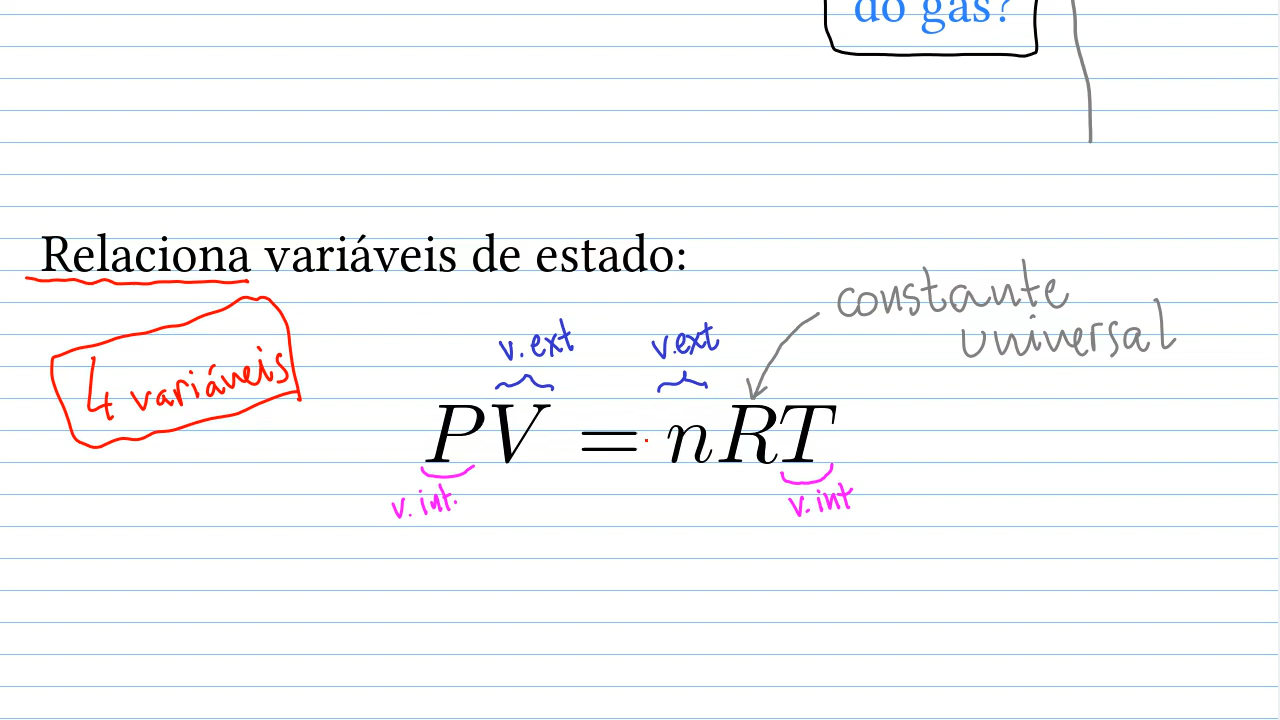 do gás?
Relaciona variáveis de estado:
constante
universal
4 variáveis
v.ext v.ext
PV = nRT
v.int. v.int